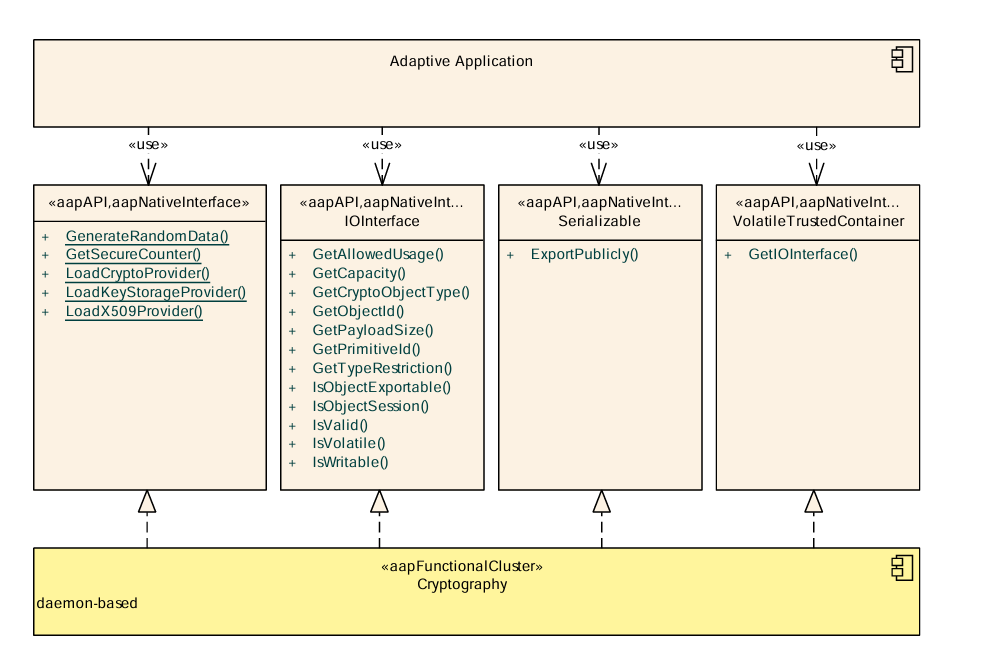 Adaptive Application
«use» «use» «use» «use»
«aapAPI,aapNativeInterface»
+ GenerateRandomData()
+ GetSecureCounter()
+ LoadCryptoProvider()
+ LoadKeyStorageProvider()
+ LoadX509Provider()
«aapAPI,aapNativeInt...
IOInterface
+ GetAllowedUsage()
+ GetCapacity()
+ GetCryptoObjectType()
+ GetObjectId()
+ GetPayloadSize()
+ GetPrimitiveId()
+ GetTypeRestriction()
+ IsObjectExportable()
+ IsObjectSession()
+ IsValid()
+ IsVolatile()
+ IsWritable()
«aapAPI,aapNativeInt...
Serializable
+ ExportPublicly()
«aapAPI,aapNativeInt...
VolatileTrustedContainer
+ GetIOInterface()
«aapFunctionalCluster»
Cryptography
daemon-based